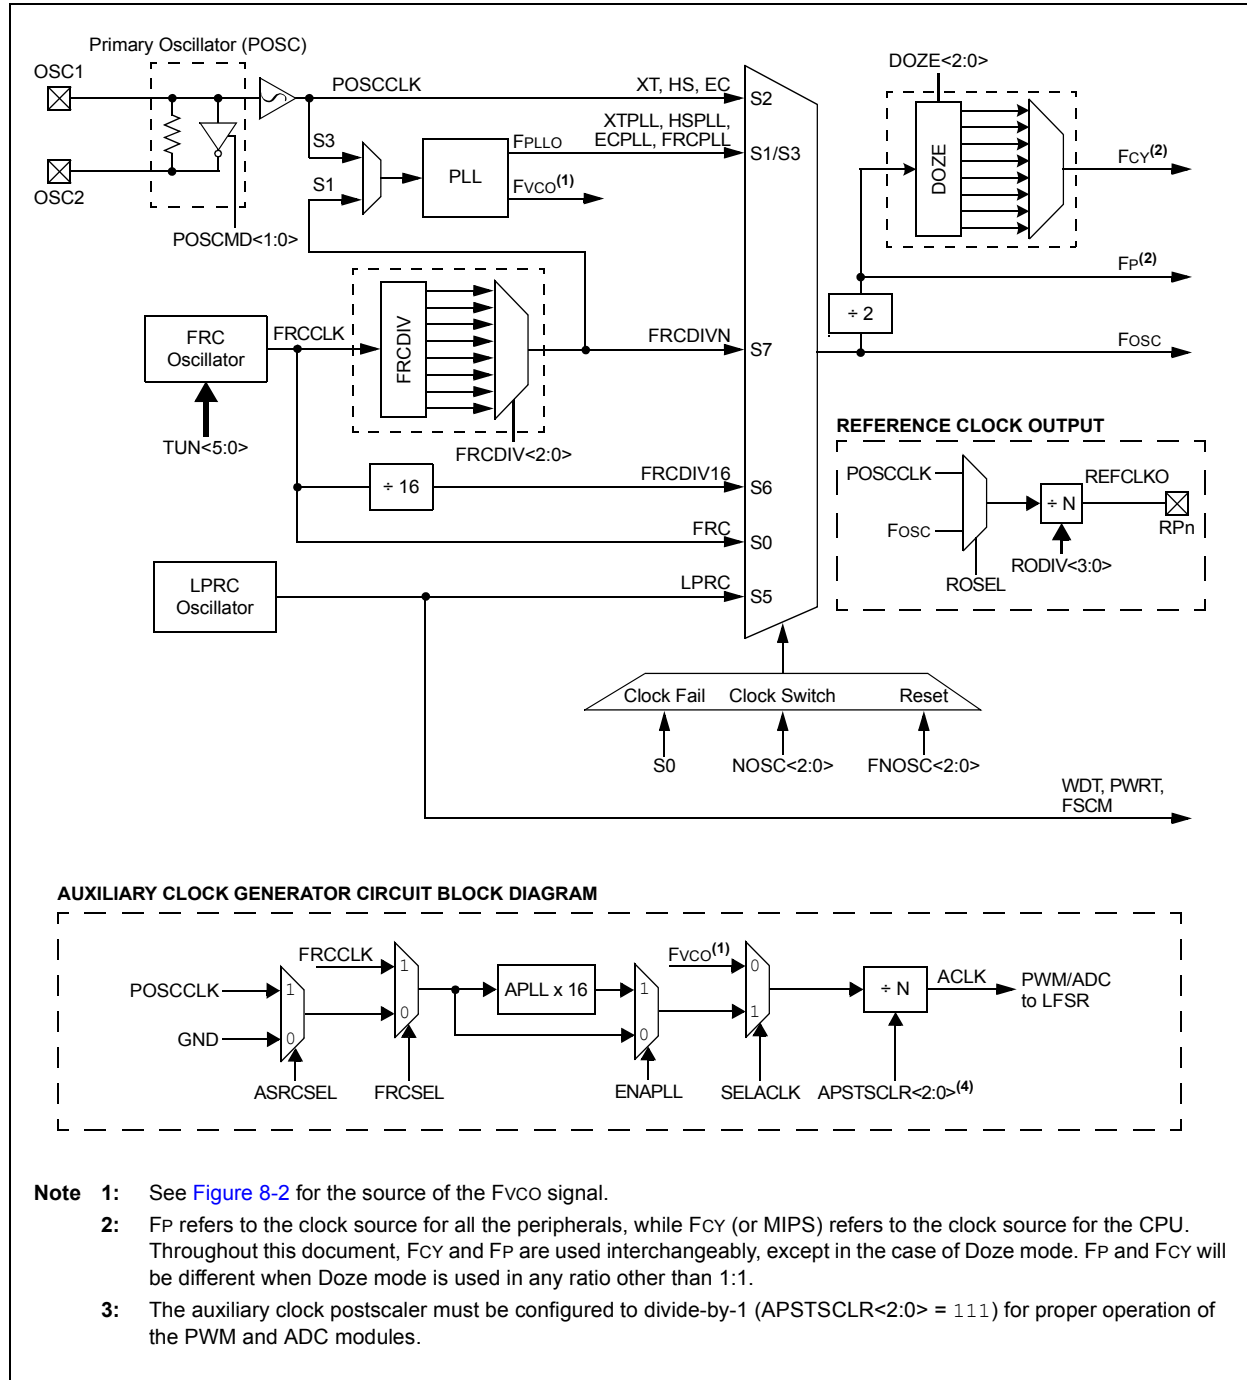 Primary Oscillator (POSC)
OSC1
OSC2
POSCCLK
XT, HS, EC
S2
DOZE<2:0>
XTPLL, HSPLL,
ECPLL, FRCPLL
S1/S3
S3
S1
PLL
FPLLO
FVCO(1)
DOZE
FCY(2)
POSCMD<1:0>
FP(2)
÷ 2
FRC
Oscillator
FRCCLK
FRCDIV
FRCDIVN
S7
FOSC
TUN<5:0>
FRCDIV<2:0>
REFERENCE CLOCK OUTPUT
POSCCLK
FOSC
÷ N
REFCLKO
RPn
RODIV<3:0>
ROSEL
÷ 16
FRCDIV16
S6
FRC
S0
LPRC
Oscillator
LPRC
S5
Clock Fail
Clock Switch
Reset
S0
NOSC<2:0>
FNOSC<2:0>
WDT, PWRT,
FSCM
AUXILIARY CLOCK GENERATOR CIRCUIT BLOCK DIAGRAM
FRCCLK
POSCCLK
GND
1
0
1
0
APLL x 16
1
0
FVCO(1)
0
1
÷ N
ACLK
PWM/ADC
to LFSR
ASRCSEL
FRCSEL
ENAPLL
SELACLK
APSTSCLR<2:0>(4)
Note 1: See Figure 8-2 for the source of the FVCO signal.
2: FP refers to the clock source for all the peripherals, while FCY (or MIPS) refers to the clock source for the CPU.
Throughout this document, FCY and FP are used interchangeably, except in the case of Doze mode. FP and FCY will
be different when Doze mode is used in any ratio other than 1:1.
3: The auxiliary clock postscaler must be configured to divide-by-1 (APSTSCLR<2:0> = 111) for proper operation of
the PWM and ADC modules.